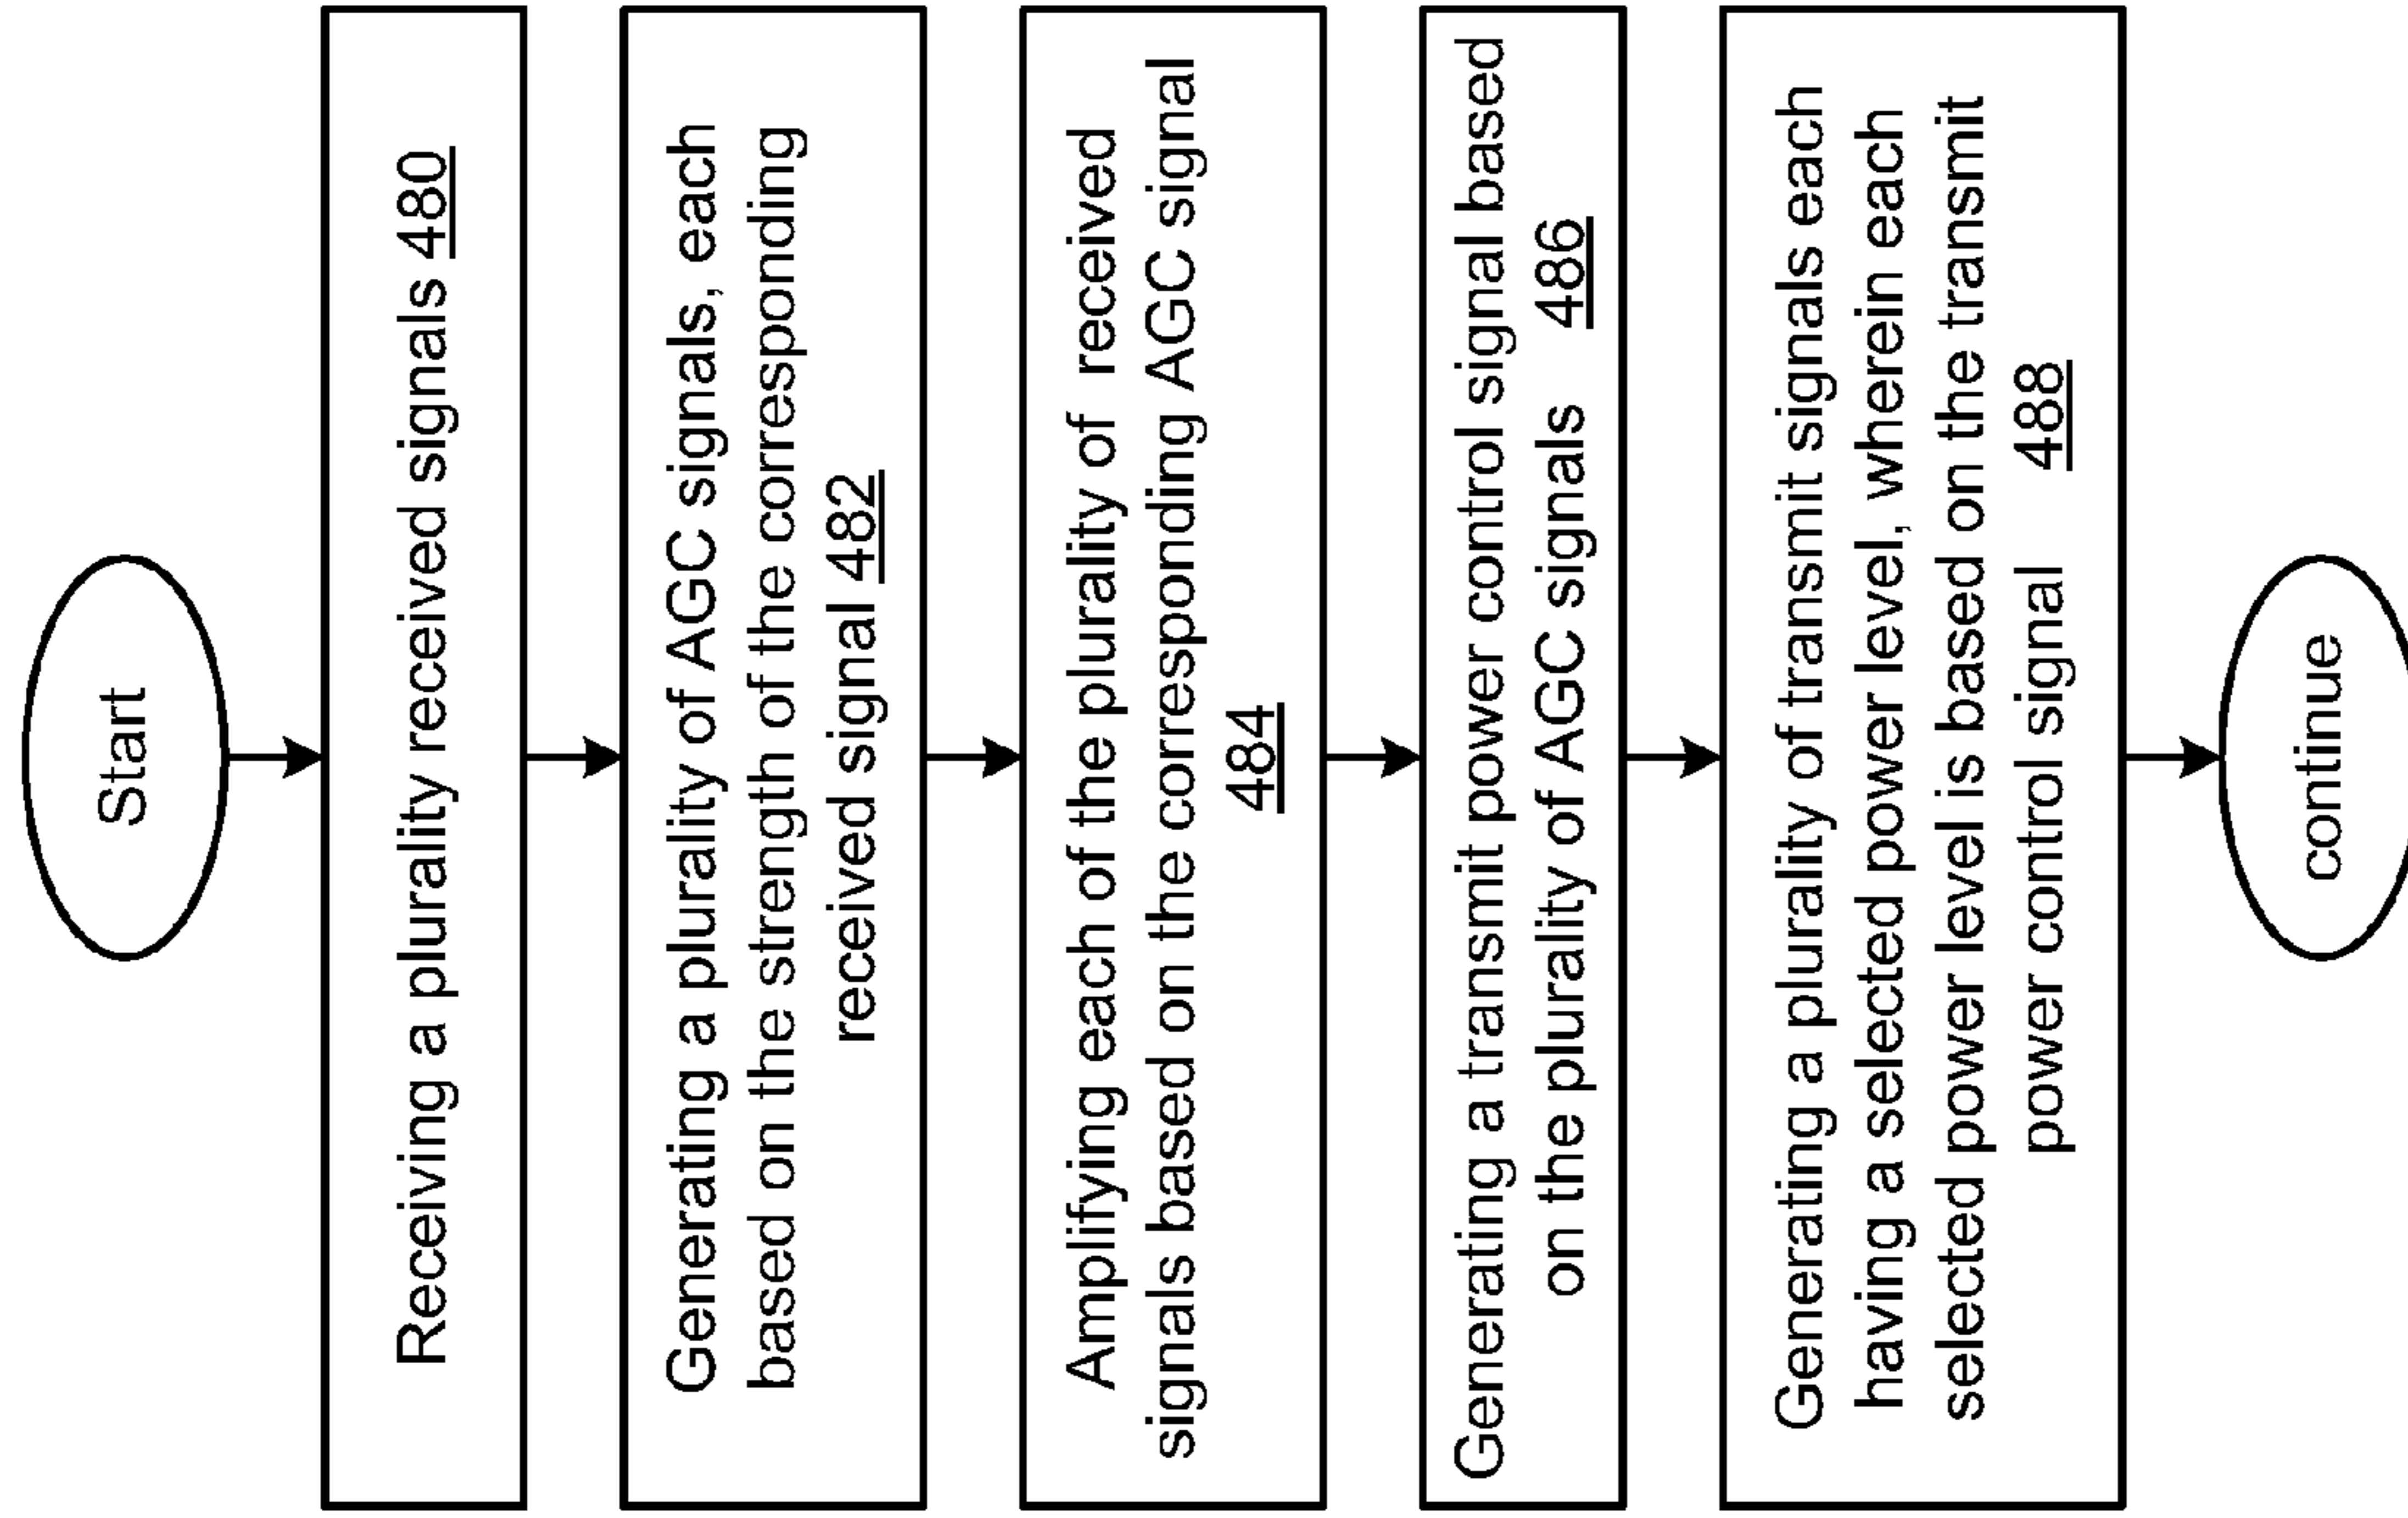 Start
Receiving a plurality received signals 480
Generating a plurality of AGC signals, each
based on the strength of the corresponding
received signal 482
Amplifying each of the plurality of received
signals based on the corresponding AGC signal
484
Generating a transmit power control signal based
on the plurality of AGC signals 486
Generating a plurality of transmit signals each
having a selected power level, wherein each
selected power level is based on the transmit
power control signal 488
continue